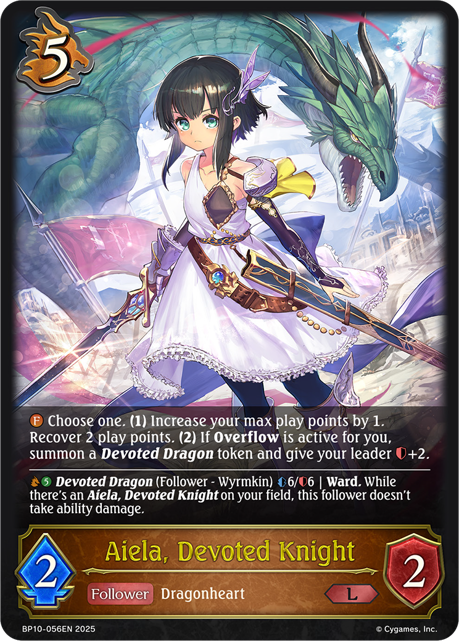 5
F Choose one. (1) Increase your max play points by 1.
Recover 2 play points. (2) If Overflow is active for you,
summon a Devoted Dragon token and give your leader +2.
5 Devoted Dragon (Follower - Wyrmkin) 6/6 | Ward. While
there's an Aiela, Devoted Knight on your field, this follower doesn't
take ability damage.
Aiela, Devoted Knight
2
Follower Dragonheart L
2
BP10-056EN 2025 © Cygames, Inc.